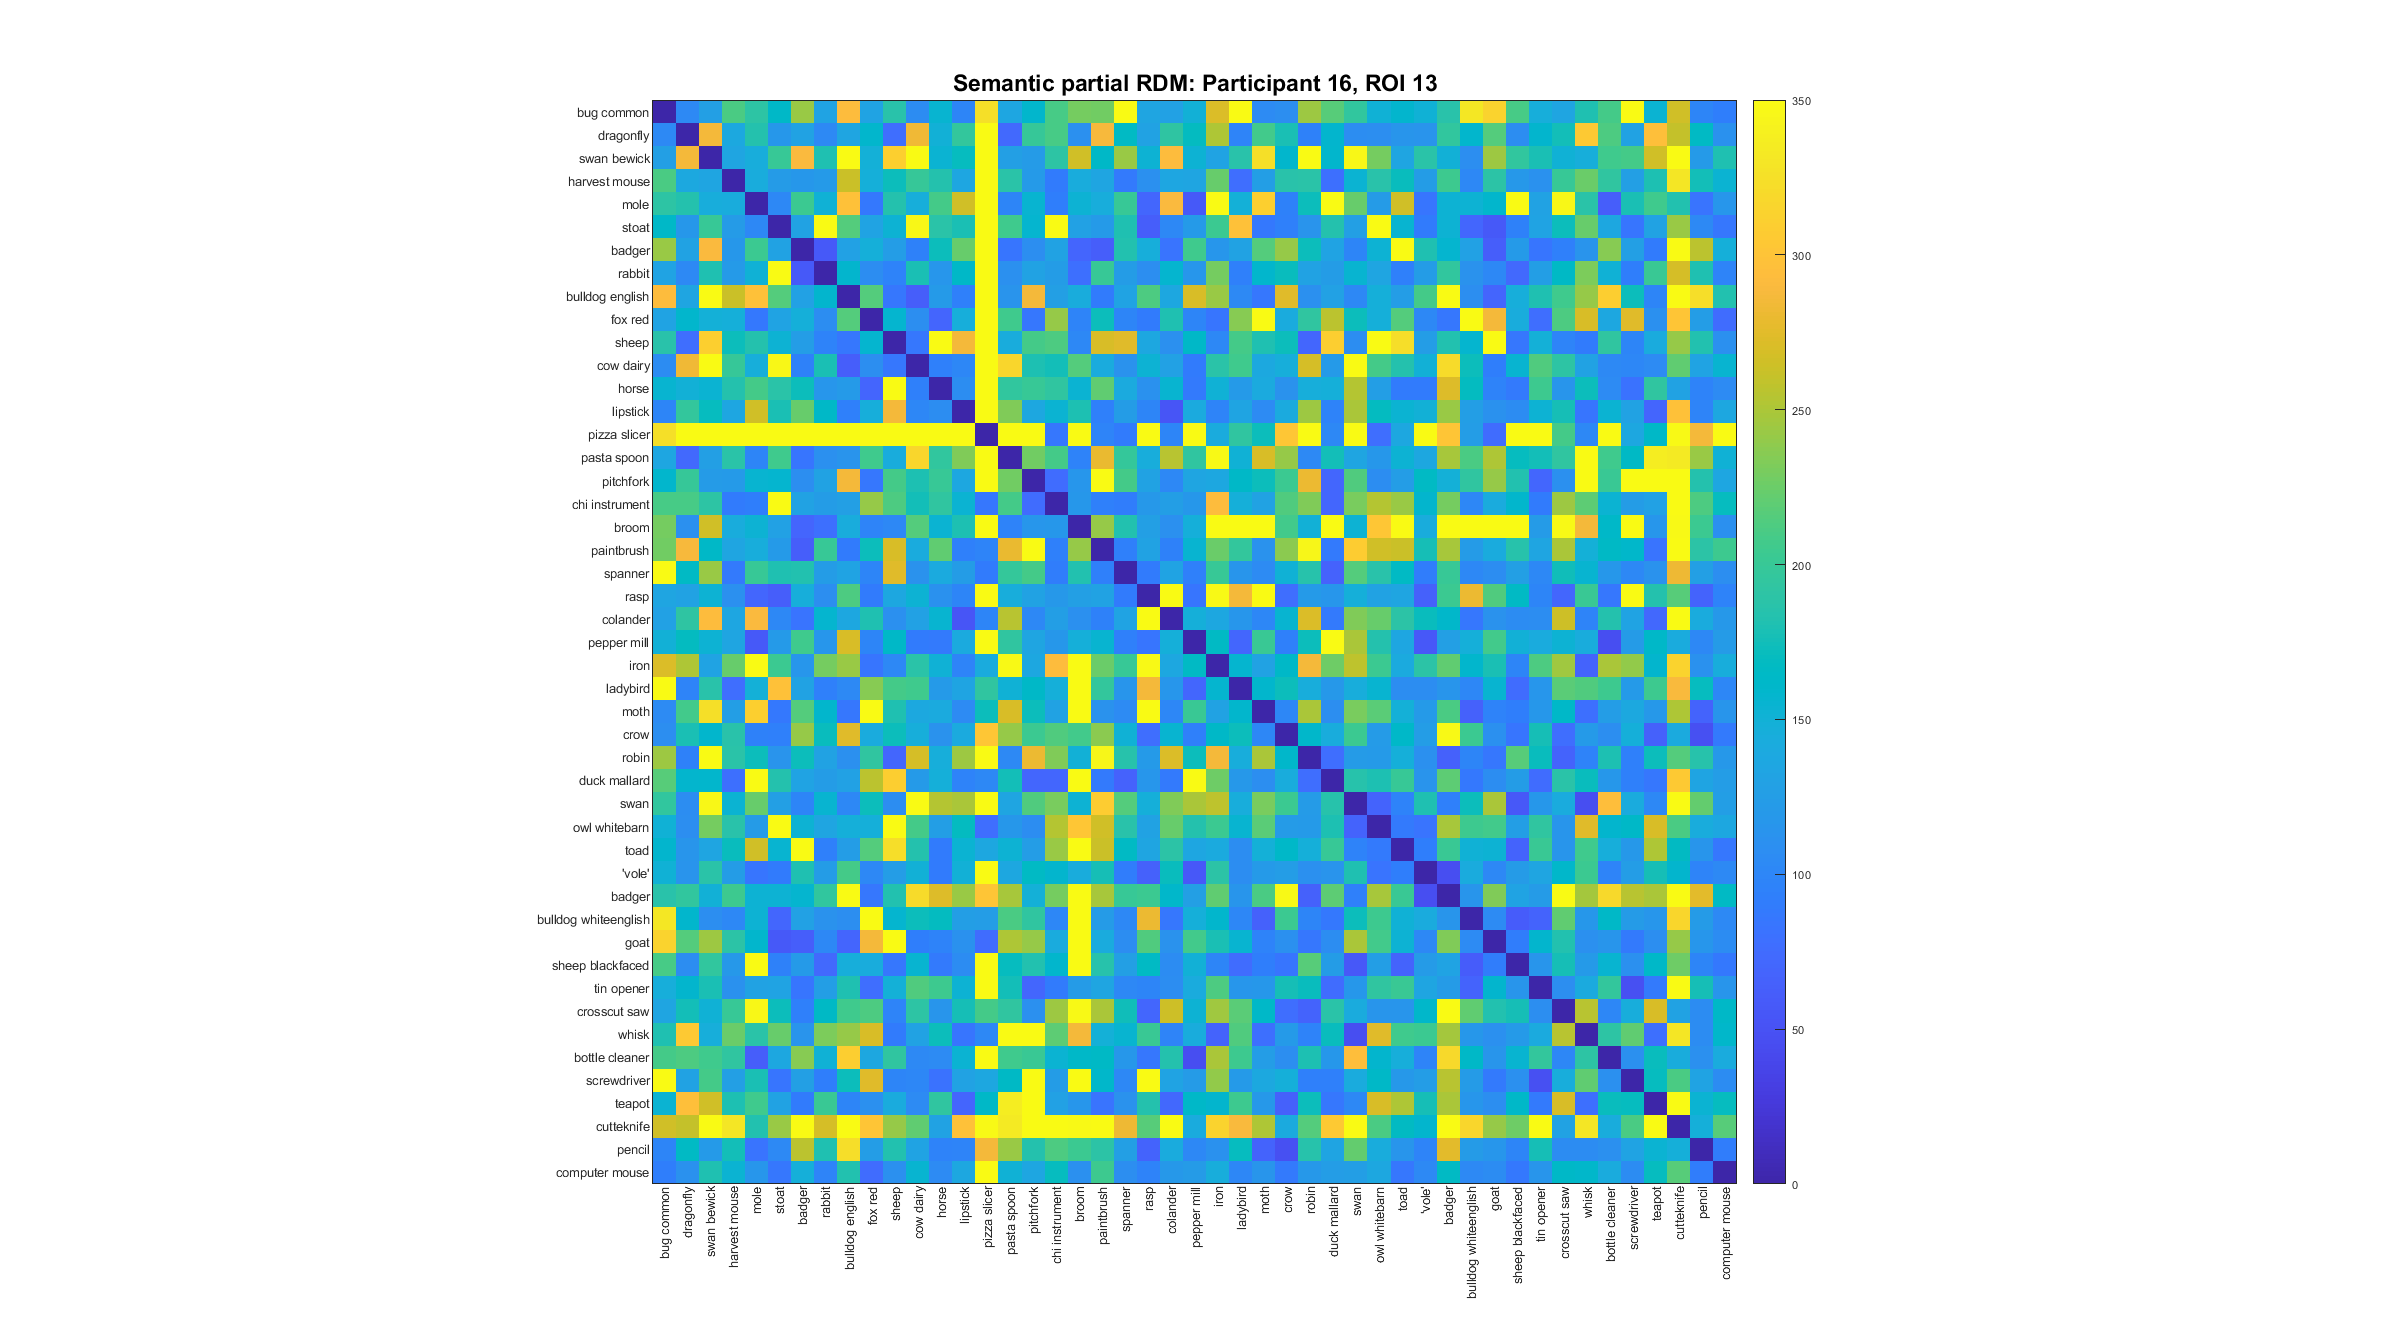 Semantic partial RDM: Participant 16, ROI 13
bug common
dragonfly
swan bewick
harvest mouse
mole
stoat
badger
rabbit
bulldog english
fox red
sheep
cow dairy
horse
lipstick
pizza slicer
pasta spoon
pitchfork
chi instrument
broom
paintbrush
spanner
rasp
colander
pepper mill
iron
ladybird
moth
crow
robin
duck mallard
swan
owl whitebarn
toad
'vole'
badger
bulldog whiteenglish
goat
sheep blackfaced
tin opener
crosscut saw
whisk
bottle cleaner
screwdriver
teapot
cutteknife
pencil
computer mouse
bug common
dragonfly
swan bewick
harvest mouse
mole
stoat
badger
rabbit
bulldog english
fox red
sheep
cow dairy
horse
lipstick
pizza slicer
pasta spoon
pitchfork
chi instrument
broom
paintbrush
spanner
rasp
colander
pepper mill
iron
ladybird
moth
crow
robin
duck mallard
swan
owl whitebarn
toad
'vole'
badger
bulldog whiteenglish
goat
sheep blackfaced
tin opener
crosscut saw
whisk
bottle cleaner
screwdriver
teapot
cutteknife
pencil
computer mouse
350
300
250
200
150
100
50
0